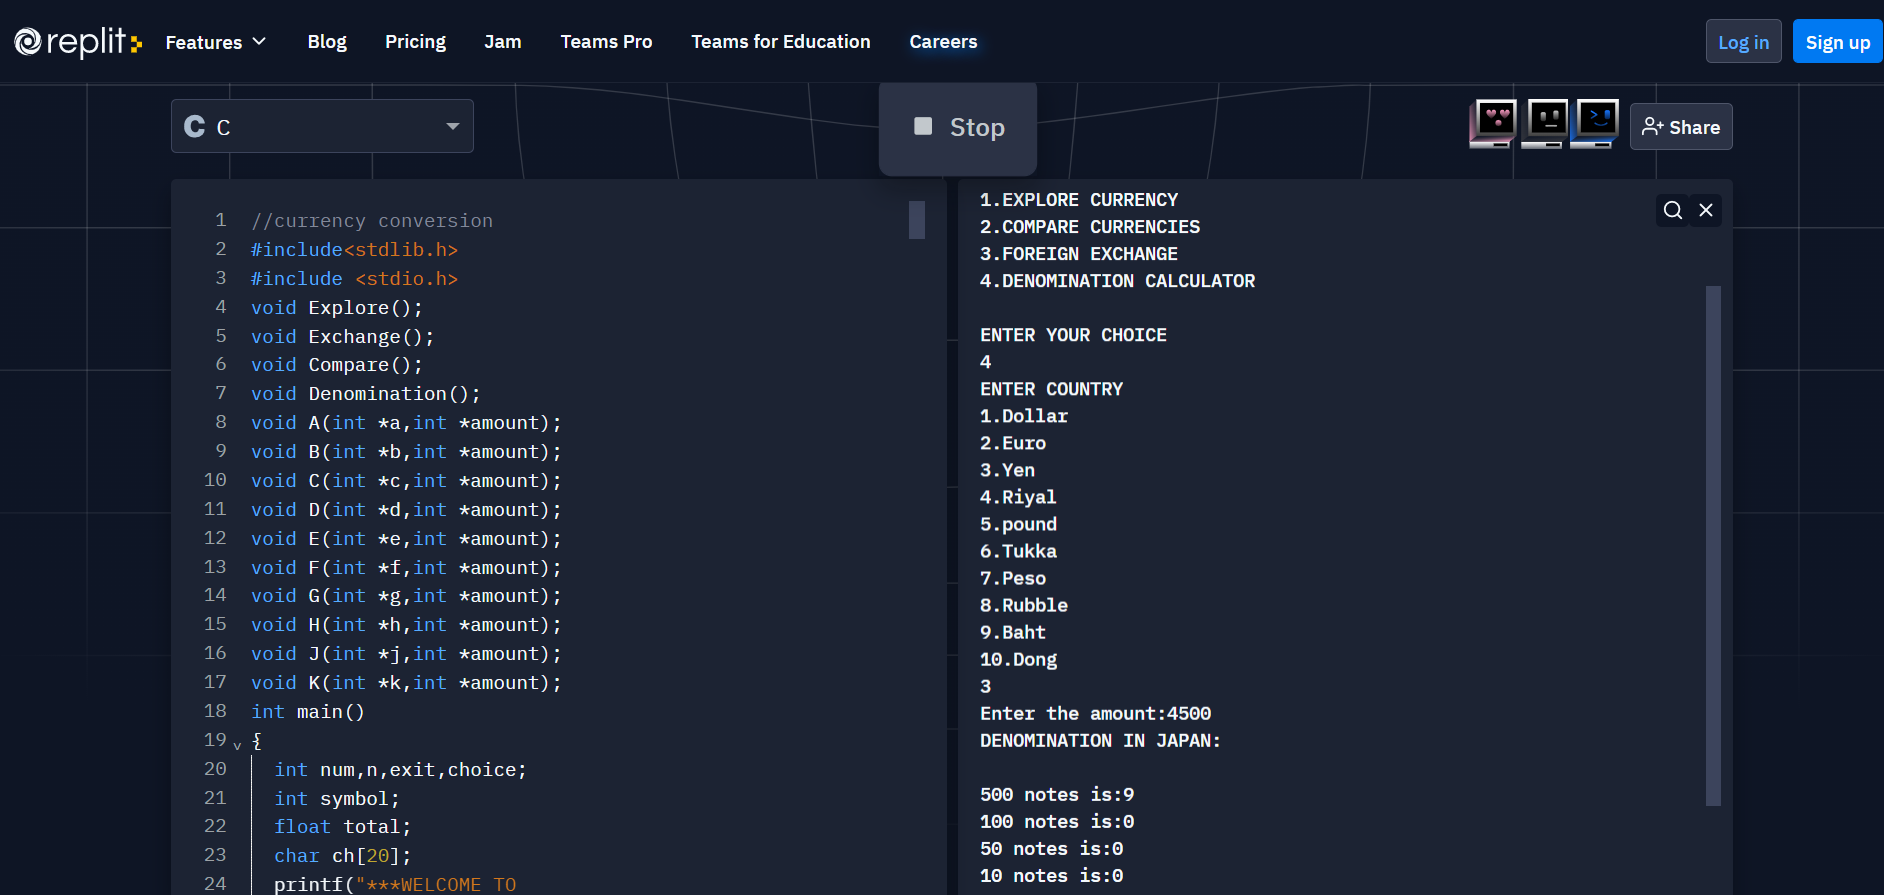 replit
Features
Blog
Pricing
Jam
Teams Pro
Teams for Education
Careers
Log in
Sign up
C C
Stop
Share
1 //currency conversion
2 #include<stdlib.h>
3 #include <stdio.h>
4 void Explore();
5 void Exchange();
6 void Compare();
7 void Denomination();
8 void A(int *a,int *amount);
9 void B(int *b,int *amount);
10 void C(int *c,int *amount);
11 void D(int *d,int *amount);
12 void E(int *e,int *amount);
13 void F(int *f,int *amount);
14 void G(int *g,int *amount);
15 void H(int *h,int *amount);
16 void J(int *j,int *amount);
17 void K(int *k,int *amount);
18 int main()
19 {
20 int num,n,exit,choice;
21 int symbol;
22 float total;
23 char ch[20];
24 printf("***WELCOME TO
1.EXPLORE CURRENCY
2.COMPARE CURRENCIES
3.FOREIGN EXCHANGE
4.DENOMINATION CALCULATOR
ENTER YOUR CHOICE
4
ENTER COUNTRY
1.Dollar
2.Euro
3.Yen
4.Riyal
5.pound
6.Tukka
7.Peso
8.Rubble
9.Baht
10.Dong
3
Enter the amount:4500
DENOMINATION IN JAPAN:
500 notes is:9
100 notes is:0
50 notes is:0
10 notes is:0